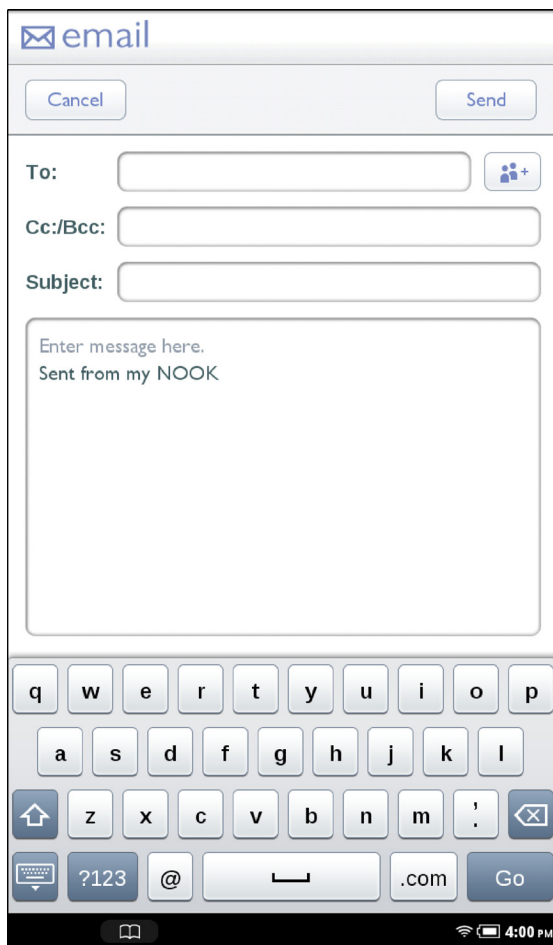 email
Cancel Send
To:
Cc:/Bcc:
Subject:
Enter message here.
Sent from my NOOK
q w e r t y u i o p
a s d f g h j k l
z x c v b n m , .
?123 @ .com Go
4:00 PM